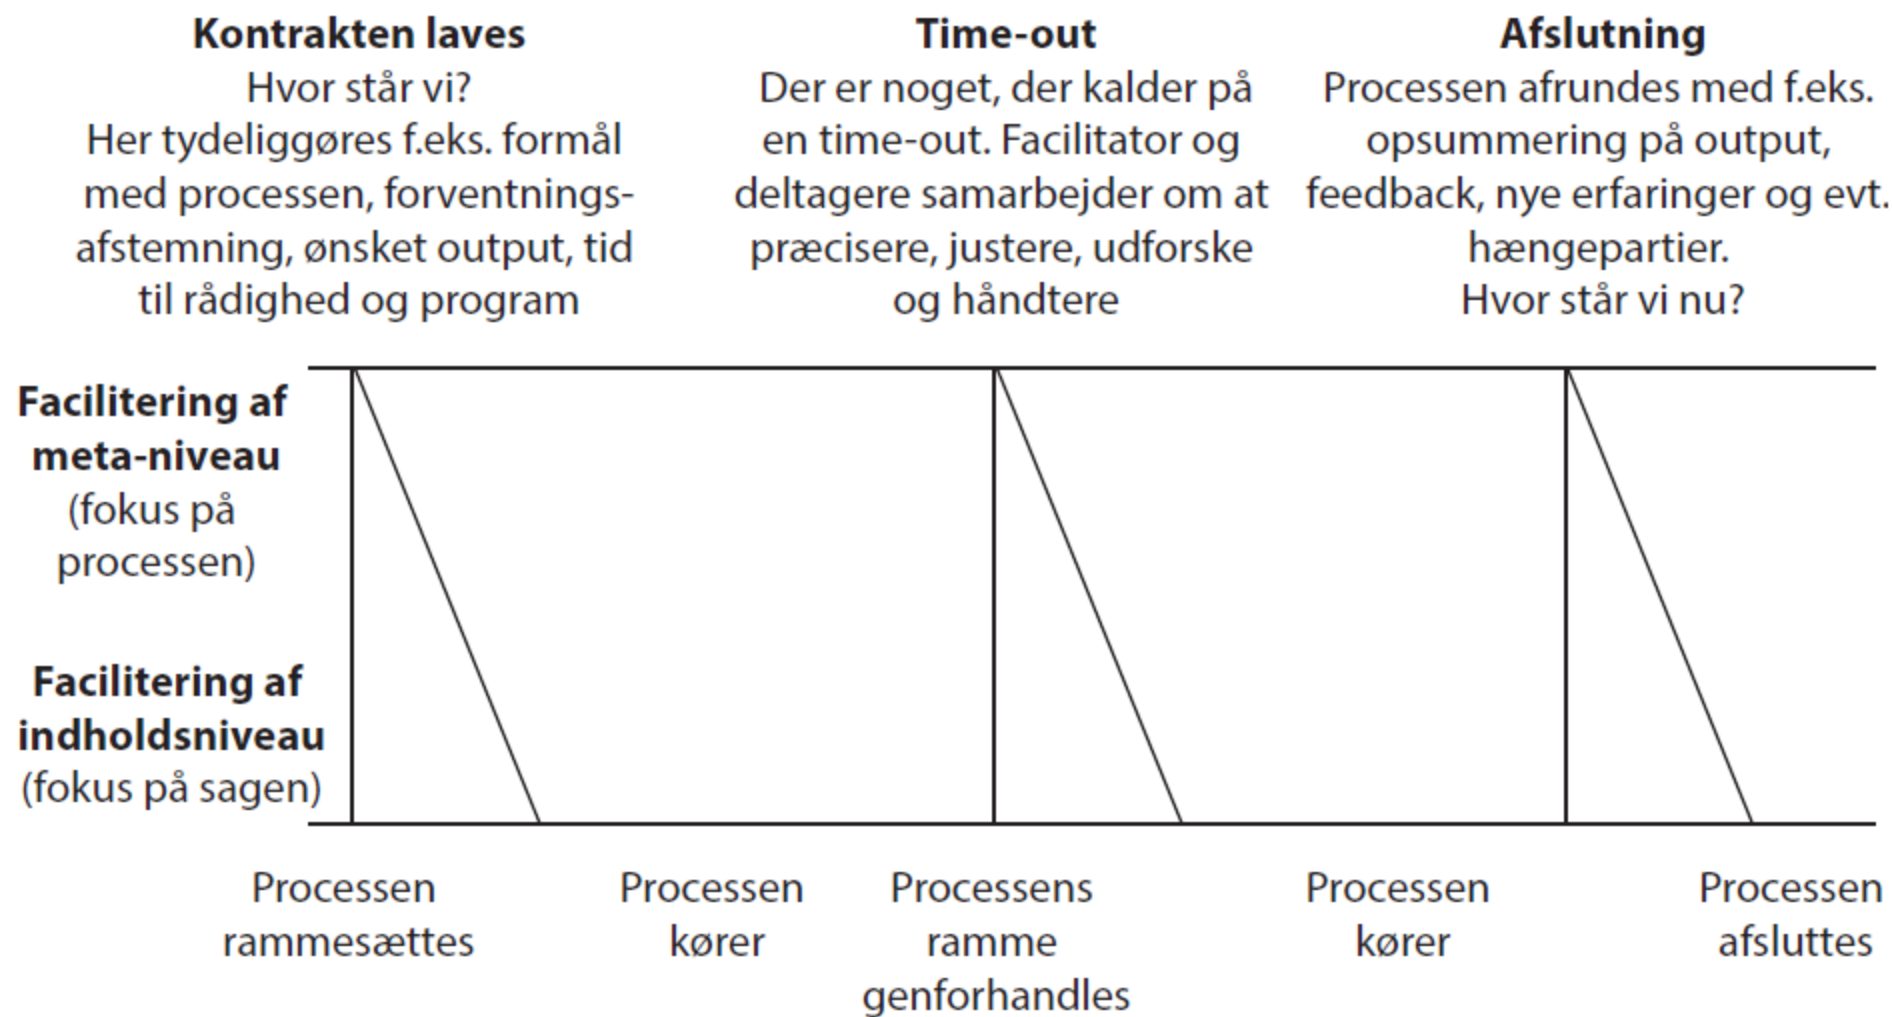 Kontrakten laves
Hvor står vi?
Her tydeliggøres f.eks. formål
med processen, forventnings-
afstemning, ønsket output, tid
til rådighed og program
Time-out
Der er noget, der kalder på
en time-out. Facilitator og
deltagere samarbejder om at
præcisere, justere, udforske
og håndtere
Afslutning
Processen afrundes med f.eks.
opsummering på output,
feedback, nye erfaringer og evt.
hængepartier.
Hvor står vi nu?
Facilitering af
meta-niveau
(fokus på
processen)
Facilitering af
indholdsniveau
(fokus på sagen)
Processen
rammesættes
Processen
kører
Processens
ramme
genforhandles
Processen
kører
Processen
afsluttes